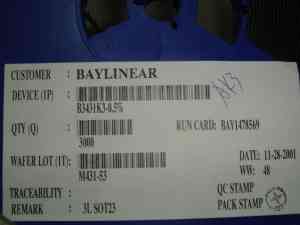 CUSTOMER : BAYLINEAR
DEVICE (1P) :
B3431K3-0.5%
QTY (Q) : RUN CARD: BAY1478569
3000
WAFER LOT (1T): DATE: 11-28-2001
M431-53 WW: 48
TRACEABILITY : QC STAMP
REMARK : 3L SOT23 PACK STAMP